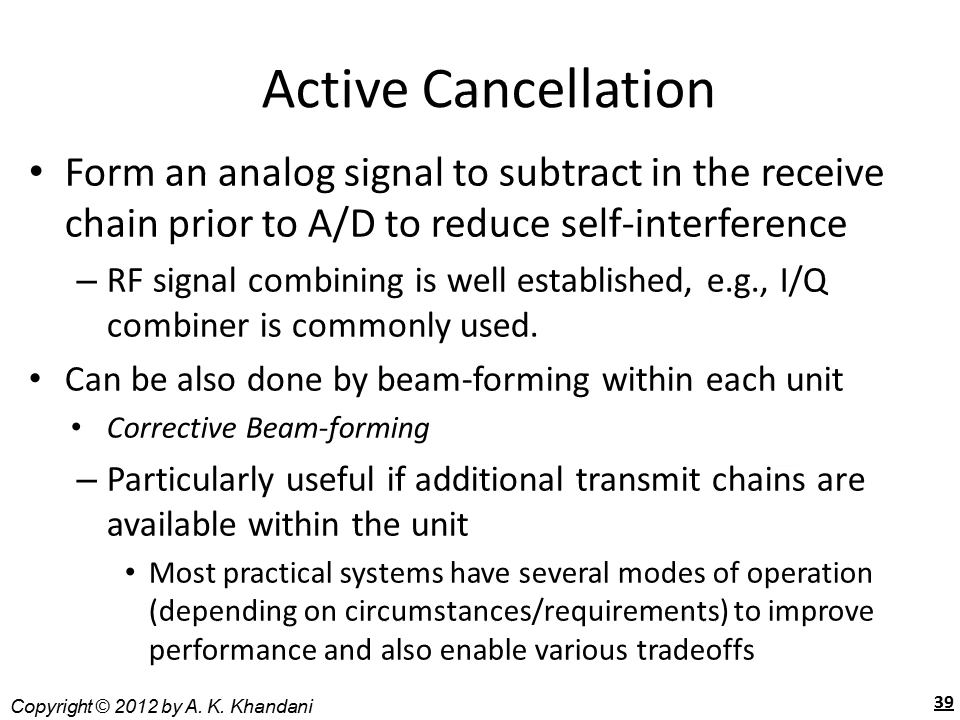 Active Cancellation
• Form an analog signal to subtract in the receive
chain prior to A/D to reduce self-interference
– RF signal combining is well established, e.g., I/Q
combiner is commonly used.
• Can be also done by beam-forming within each unit
• Corrective Beam-forming
– Particularly useful if additional transmit chains are
available within the unit
• Most practical systems have several modes of operation
(depending on circumstances/requirements) to improve
performance and also enable various tradeoffs
Copyright © 2012 by A. K. Khandani
39